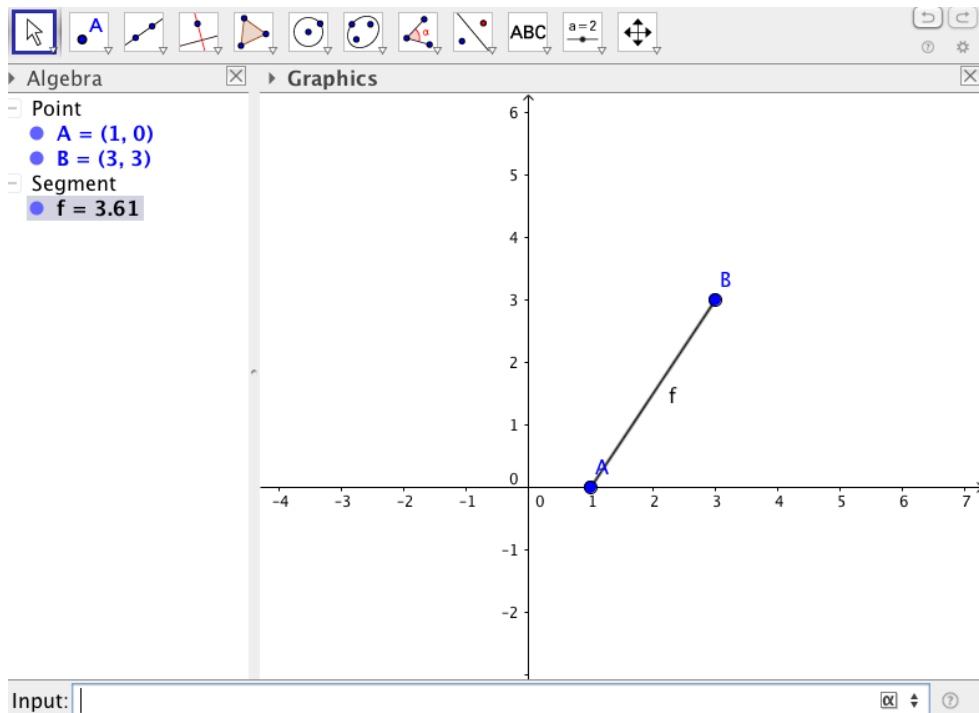 A α ABC a=2
Algebra
Graphics
Point
A = (1, 0)
B = (3, 3)
Segment
f = 3.61
6
5
4
B
3
2
f
1
A
0
-4 -3 -2 -1 0 1 2 3 4 5 6 7
-1
-2
Input: α